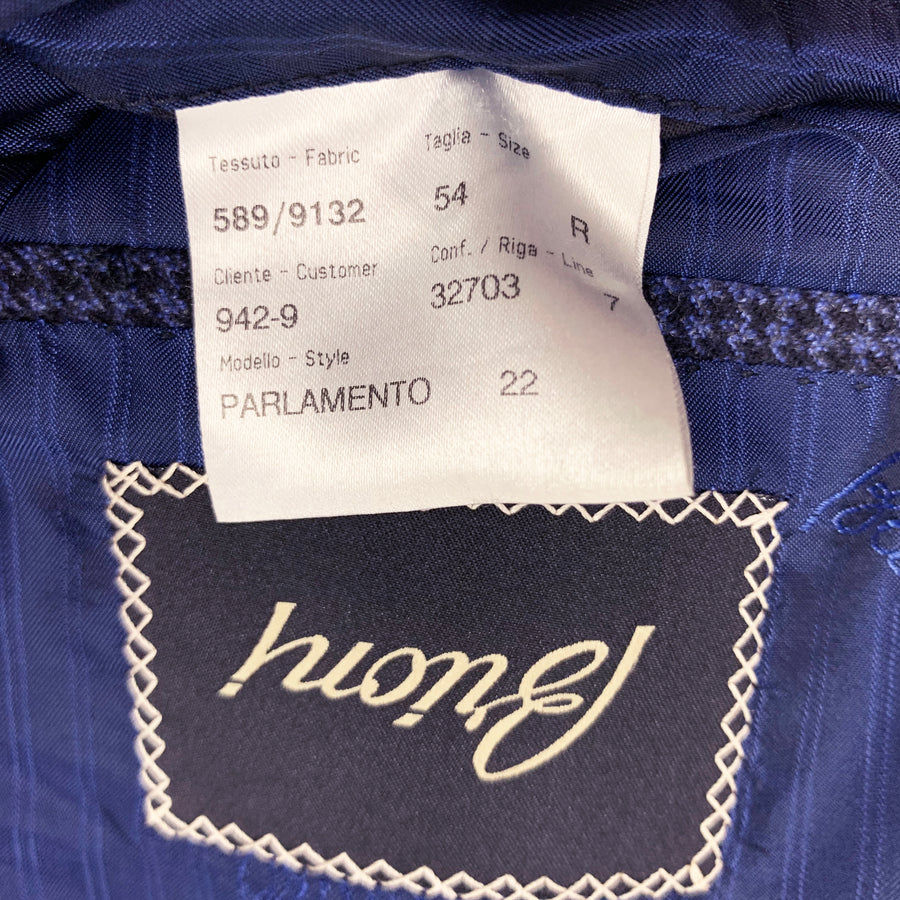 Tessuto - Fabric Taglia - Size
589/9132 54 R
Cliente - Customer Conf. / Riga - Line
942-9 32703 7
Modello - Style
PARLAMENTO 22
Brioni